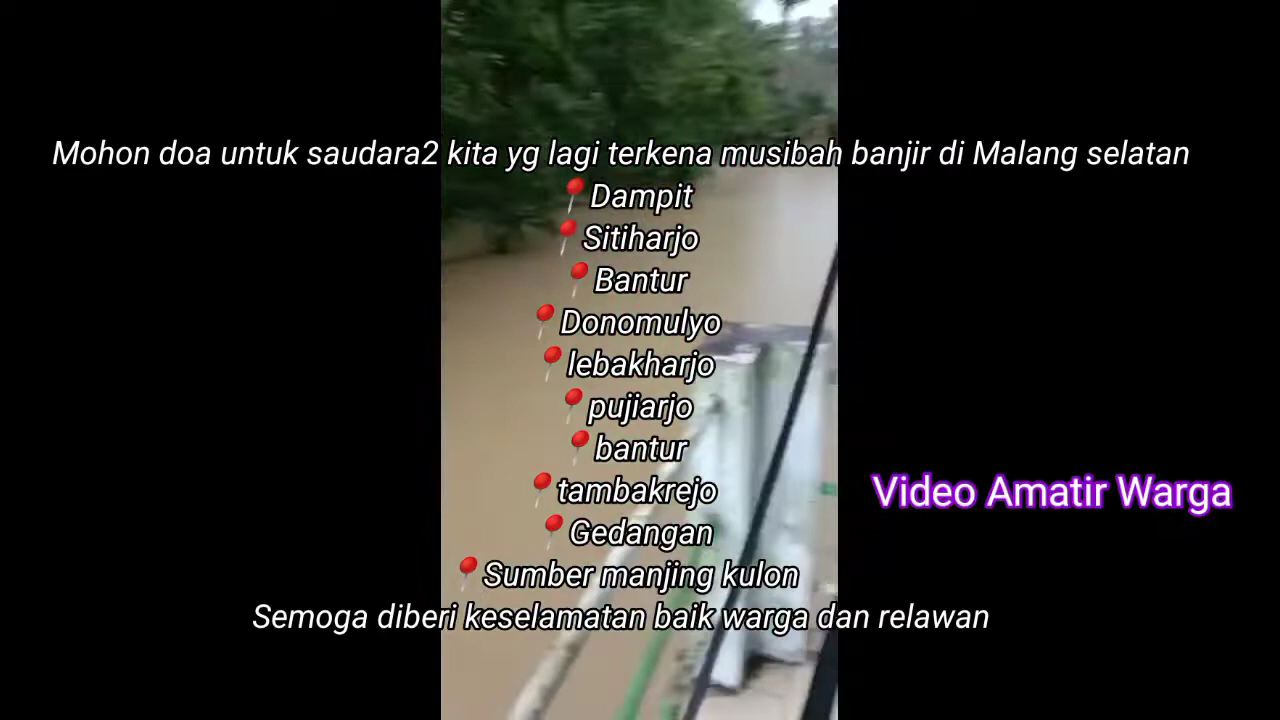 Mohon doa untuk saudara2 kita yg lagi terkena musibah banjir di Malang selatan
📍Dampit
📍Sitiharjo
📍Bantur
📍Donomulyo
📍lebakharjo
📍pujiarjo
📍bantur
📍tambakrejo
📍Gedangan
📍Sumber manjing kulon
Video Amatir Warga
Semoga diberi keselamatan baik warga dan relawan